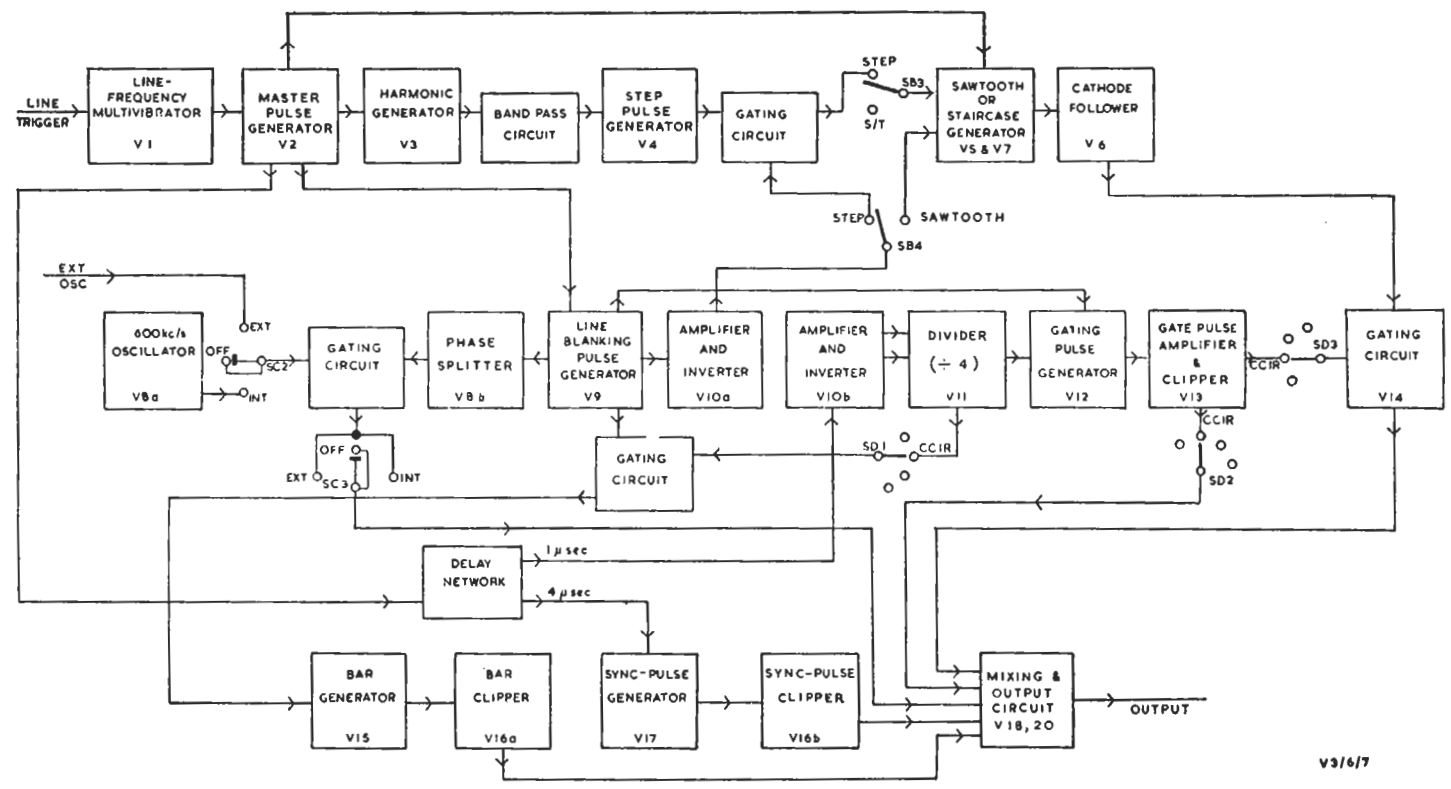 LINE
TRIGGER
LINE-
FREQUENCY
MULTIVIBRATOR
V1
MASTER
PULSE
GENERATOR
V2
HARMONIC
GENERATOR
V3
BAND PASS
CIRCUIT
STEP
PULSE
GENERATOR
V4
GATING
CIRCUIT
STEP
SB3
S/T
SAWTOOTH
OR
STAIRCASE
GENERATOR
V5 & V7
CATHODE
FOLLOWER
V6
STEP
SAWTOOTH
SB4
EXT
OSC
600kc/s
OSCILLATOR
V8a
EXT
OFF
SC2
INT
GATING
CIRCUIT
PHASE
SPLITTER
V8b
LINE
BLANKING
PULSE
GENERATOR
V9
AMPLIFIER
AND
INVERTER
V10a
AMPLIFIER
AND
INVERTER
V10b
DIVIDER
(÷ 4)
V11
GATING
PULSE
GENERATOR
V12
GATE PULSE
AMPLIFIER
&
CLIPPER
V13
CCIR
SD3
GATING
CIRCUIT
V14
OFF
EXT
SC3
INT
GATING
CIRCUIT
SD1
CCIR
CCIR
SD2
DELAY
NETWORK
1μsec
4μsec
BAR
GENERATOR
V15
BAR
CLIPPER
V16a
SYNC-PULSE
GENERATOR
V17
SYNC-PULSE
CLIPPER
V16b
MIXING &
OUTPUT
CIRCUIT
V18, 20
OUTPUT
V3/6/7